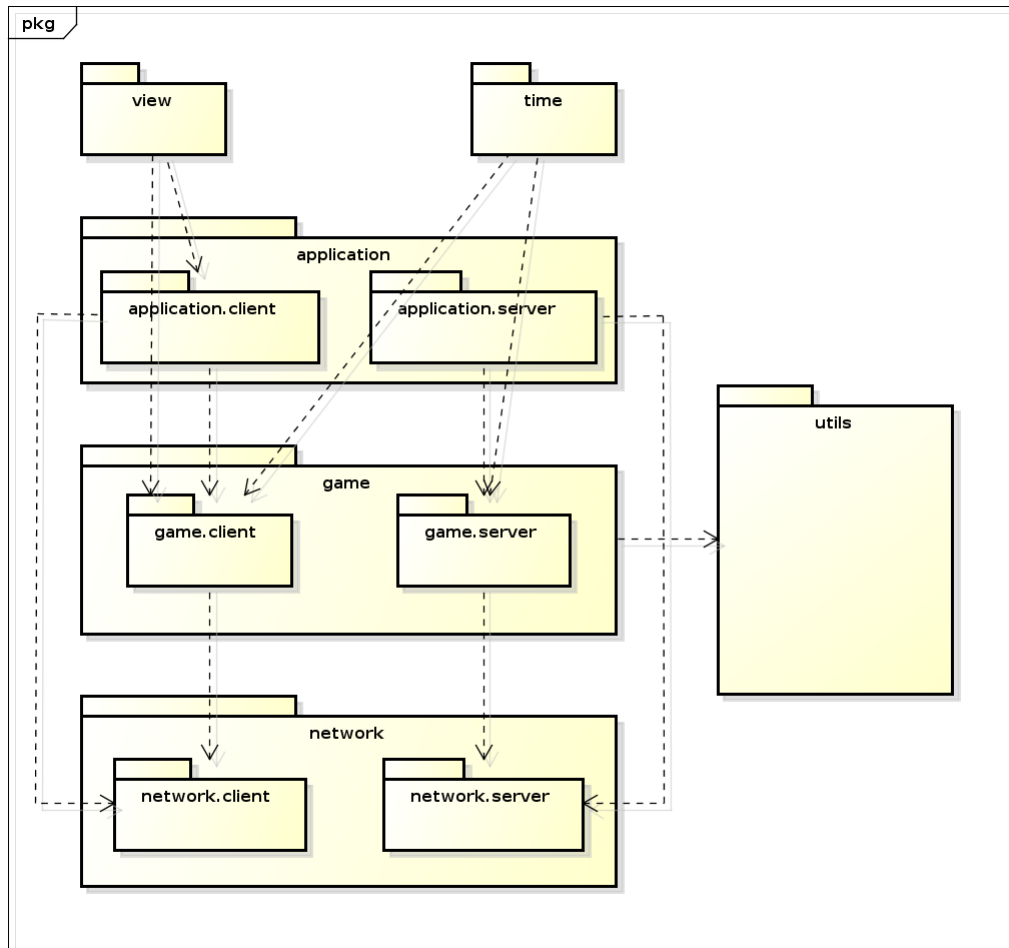 pkg
view
time
application
application.client
application.server
utils
game
game.client
game.server
network
network.client
network.server